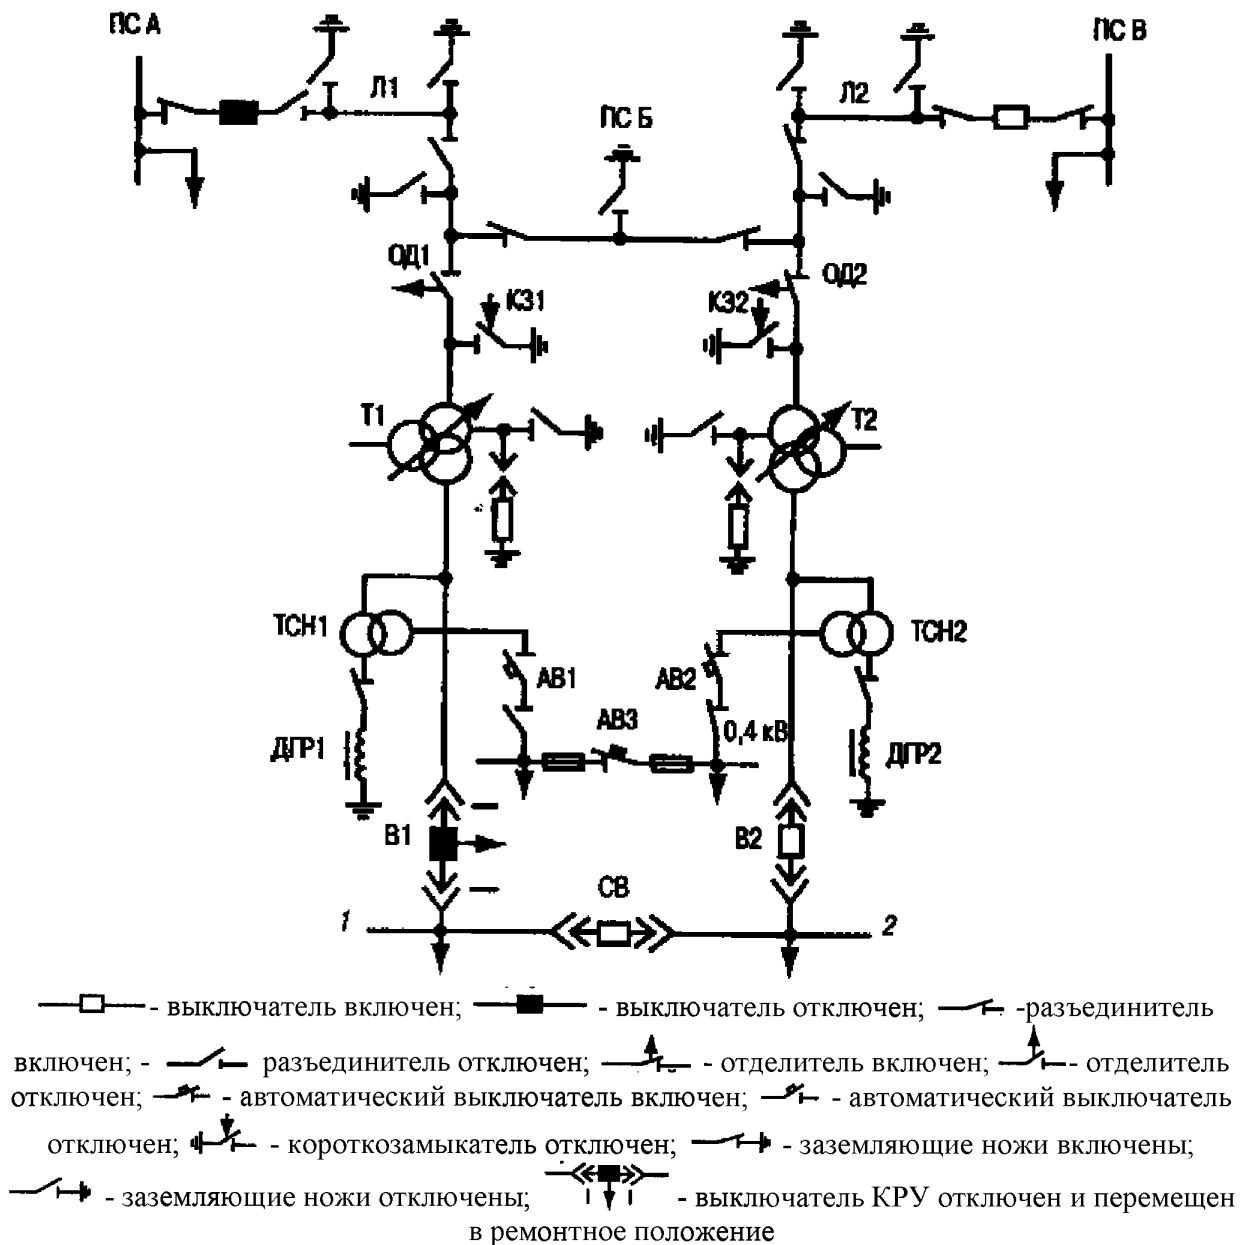 ПС А
ПС В
Л1
Л2
ПС Б
ОД1
ОД2
КЗ1
КЗ2
Т1
Т2
ТСН1
ТСН2
АВ1
АВ2
АВ3
0,4 кВ
ДГР1
ДГР2
В1
В2
СВ
1
2
- выключатель включен; - выключатель отключен; -разъединитель
включен; - разъединитель отключен; - отделитель включен; - отделитель
отключен; - автоматический выключатель включен; - автоматический выключатель
отключен; - короткозамыкатель отключен; - заземляющие ножи включены;
- заземляющие ножи отключены; - выключатель КРУ отключен и перемещен
в ремонтное положение